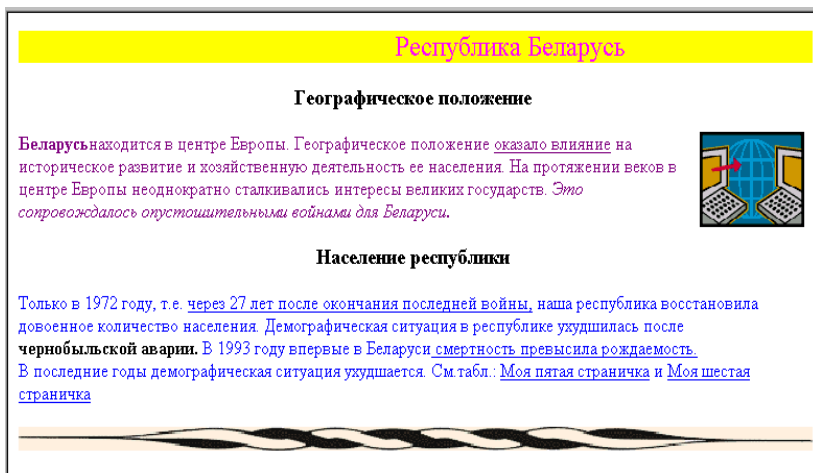 Республика Беларусь
Географическое положение
Беларусьнаходится в центре Европы. Географическое положение оказало влияние на
историческое развитие и хозяйственную деятельность ее населения. На протяжении веков в
центре Европы неоднократно сталкивались интересы великих государств. Это
сопровождалось опустошительными войнами для Беларуси.
Население республики
Только в 1972 году, т.е. через 27 лет после окончания последней войны, наша республика восстановила
довоенное количество населения. Демографическая ситуация в республике ухудшилась после
чернобыльской аварии. В 1993 году впервые в Беларуси смертность превысила рождаемость.
В последние годы демографическая ситуация ухудшается. См.табл.: Моя пятая страничка и Моя шестая
страничка